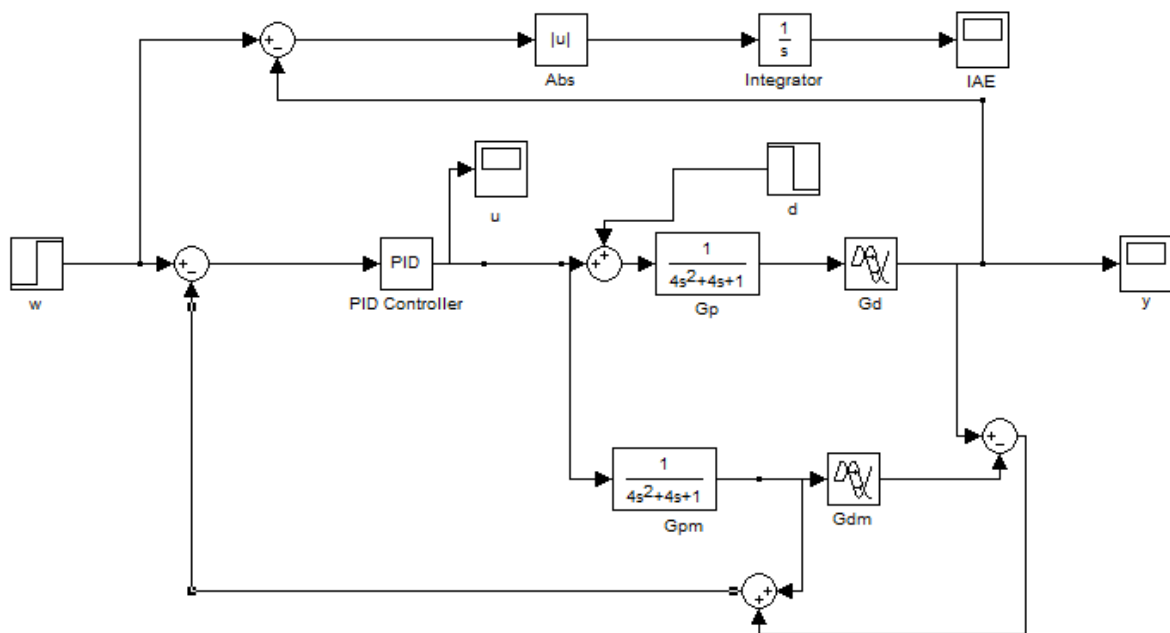 |u|
Abs
1
s
Integrator
IAE
u
d
w
PID
PID Controller
1
4s²+4s+1
Gp
Gd
y
1
4s²+4s+1
Gpm
Gdm